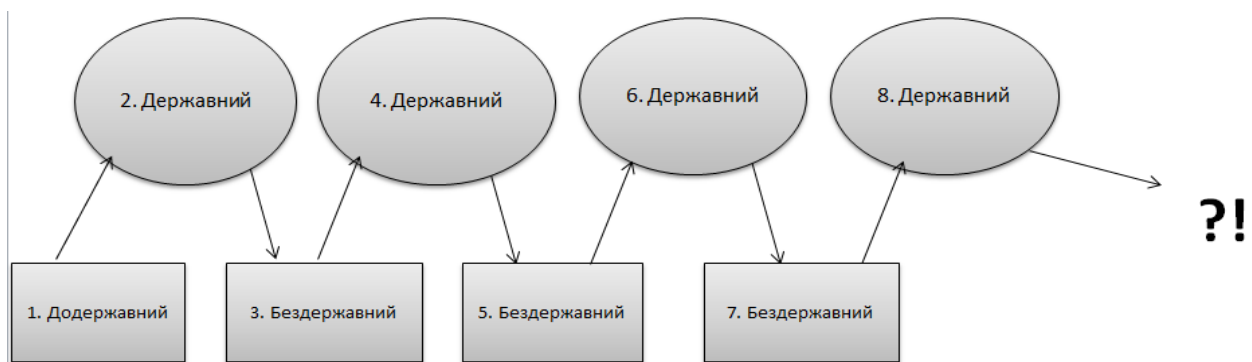 2. Державний
4. Державний
6. Державний
8. Державний
?!
1. Додержавний
3. Бездержавний
5. Бездержавний
7. Бездержавний